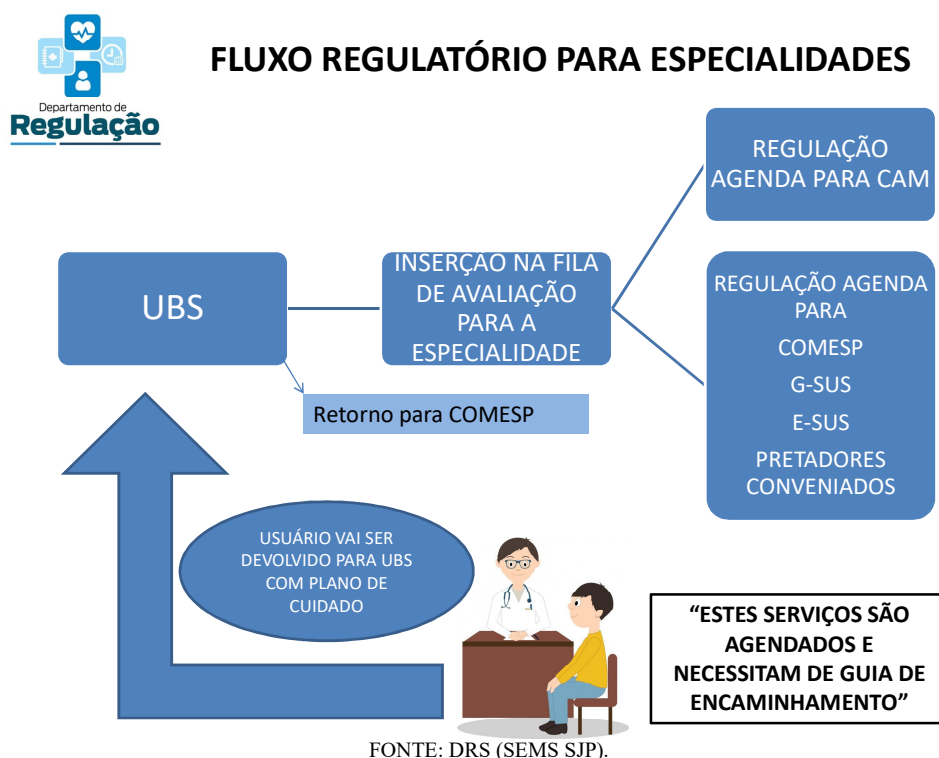 Departamento de
Regulação
FLUXO REGULATÓRIO PARA ESPECIALIDADES
UBS
INSERÇÃO NA FILA
DE AVALIAÇÃO
PARA A
ESPECIALIDADE
REGULAÇÃO
AGENDA PARA CAM
REGULAÇÃO AGENDA
PARA
COMESP
G-SUS
E-SUS
PRETADORES
CONVENIADOS
Retorno para COMESP
USUÁRIO VAI SER
DEVOLVIDO PARA UBS
COM PLANO DE
CUIDADO
“ESTES SERVIÇOS SÃO
AGENDADOS E
NECESSITAM DE GUIA DE
ENCAMINHAMENTO”
FONTE: DRS (SEMS SJP).